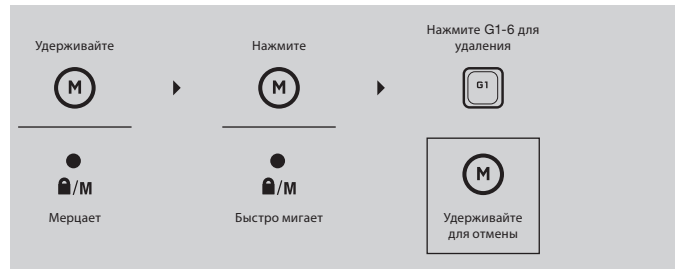 Удерживайте
Нажмите
Нажмите G1-6 для
удаления
M
M
G1
/M
/M
Мерцает
Быстро мигает
M
Удерживайте
для отмены